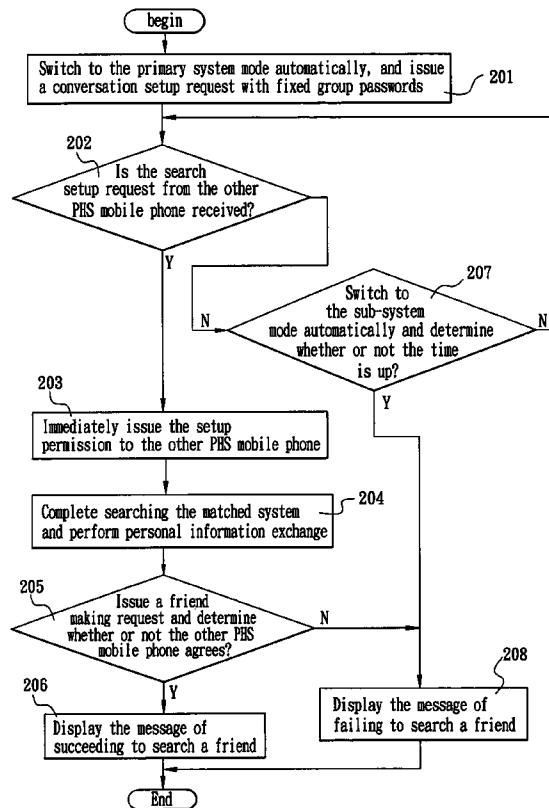 begin
Switch to the primary system mode automatically, and issue
a conversation setup request with fixed group passwords
201
202
Is the search
setup request from the other
PHS mobile phone received?
Y
N
207
Switch to
the sub-system
mode automatically and determine
whether or not the time
is up?
N
Y
203
Immediately issue the setup
permission to the other PHS mobile phone
Complete searching the matched system
and perform personal information exchange
204
205
Issue a friend
making request and determine
whether or not the other PHS
mobile phone agrees?
N
Y
206
Display the message of
succeeding to search a friend
208
Display the message of
failing to search a friend
End